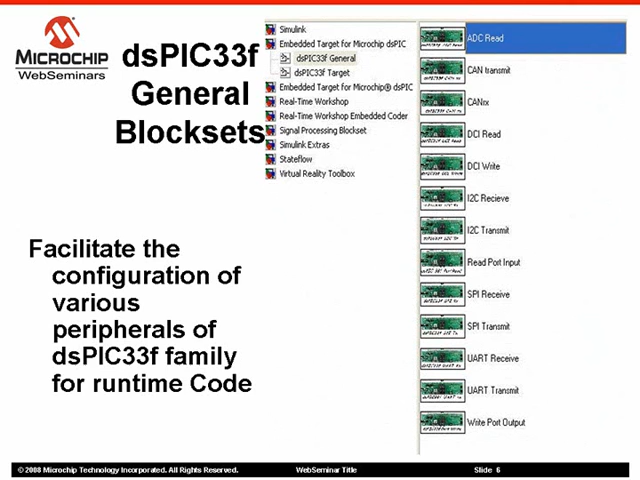 MICROCHIP
WebSeminars
dsPIC33f
General
Blocksets
Facilitate the
configuration of
various
peripherals of
dsPIC33f family
for runtime Code
Simulink
Embedded Target for Microchip dsPIC
dsPIC33f General
dsPIC33f Target
Embedded Target for Microchip® dsPIC
Real-Time Workshop
Real-Time Workshop Embedded Coder
Signal Processing Blockset
Simulink Extras
Stateflow
Virtual Reality Toolbox
ADC Read
CAN transmit
CANrx
DCI Read
DCI Write
I2C Recieve
I2C Transmit
Read Port Input
SPI Receive
SPI Transmit
UART Receive
UART Transmit
Write Port Output
© 2008 Microchip Technology Incorporated. All Rights Reserved. WebSeminar Title Slide 6